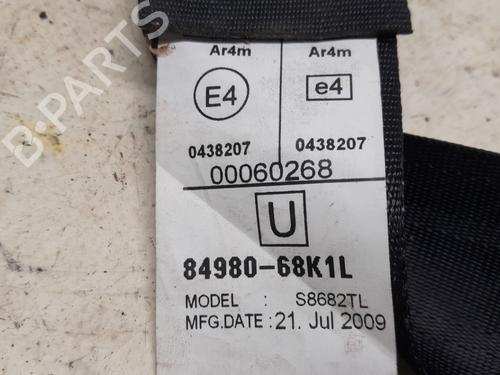 Ar4m Ar4m
E4 e4
0438207 0438207
00060268
U
84980-68K1L
MODEL : S8682TL
MFG.DATE : 21. Jul 2009
B-PARTS